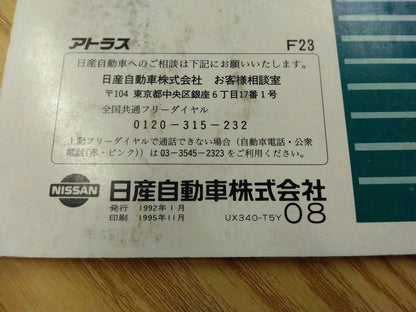 アトラス F23
日産自動車へのご相談は下記にお願いいたします。
日産自動車株式会社 お客様相談室
〒104 東京都中央区銀座6丁目17番1号
全国共通フリーダイヤル
0120-315-232
上記フリーダイヤルで通話できない場合(自動車電話・公衆
電話(赤・ピンク))は03-3545-2323をご利用ください。
NISSAN 日産自動車株式会社
発行 1992年1月
印刷 1995年11月 UX340-T5Y 08